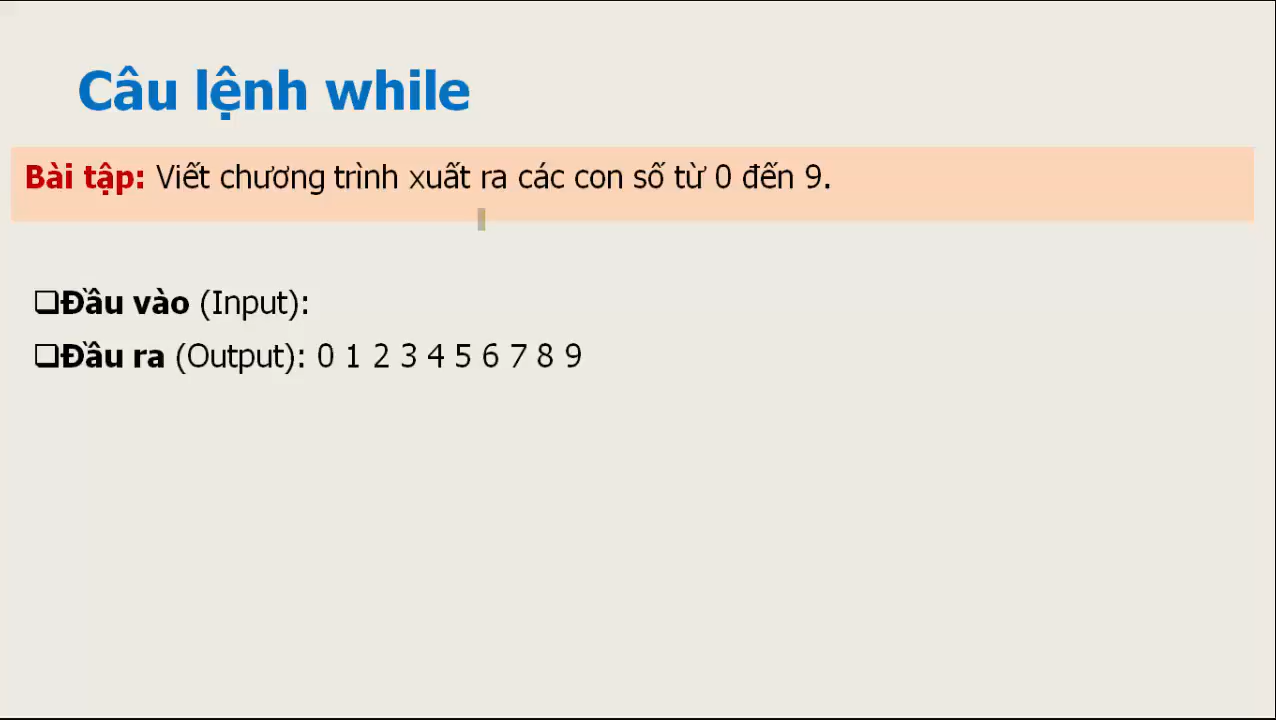 Câu lệnh while
Bài tập: Viết chương trình xuất ra các con số từ 0 đến 9.
❑Đầu vào (Input):
❑Đầu ra (Output): 0 1 2 3 4 5 6 7 8 9